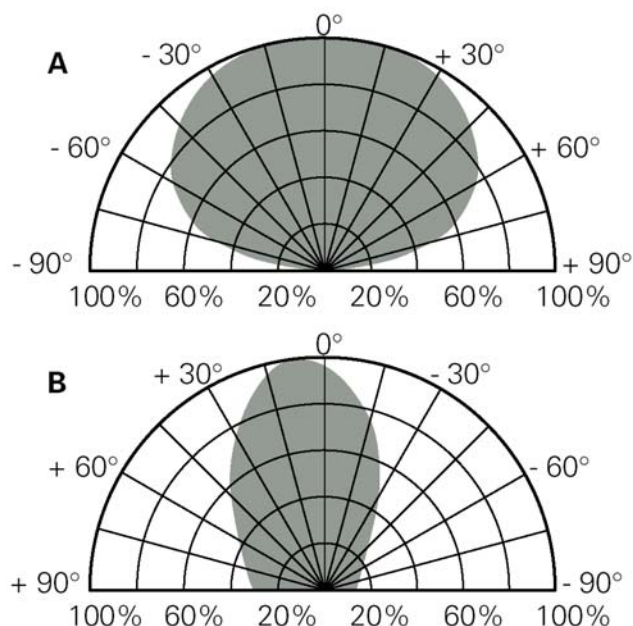 0°
A - 30° + 30°
- 60° + 60°
- 90° + 90°
100% 60% 20% 20% 60% 100%
0°
B + 30° - 30°
+ 60° - 60°
+ 90° - 90°
100% 60% 20% 20% 60% 100%